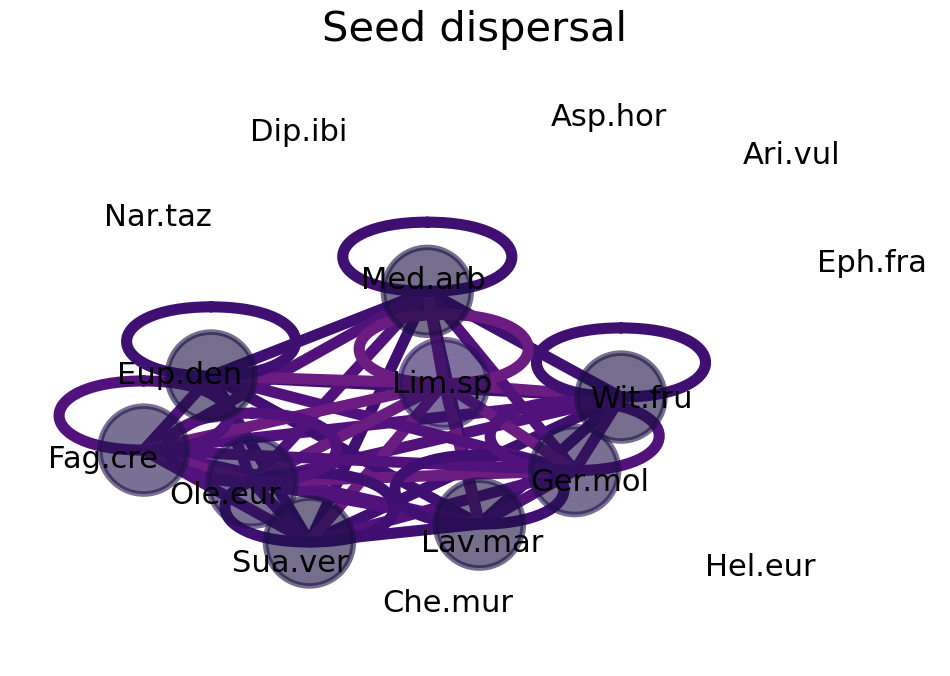 Seed dispersal
Asp.hor
Dip.ibi
Ari.vul
Nar.taz
Eph.fra
Med.arb
Eup.den
Lim.sp
Wit.fru
Fag.cre
Ger.mol
Ole.eur
Lav.mar
Sua.ver
Hel.eur
Che.mur